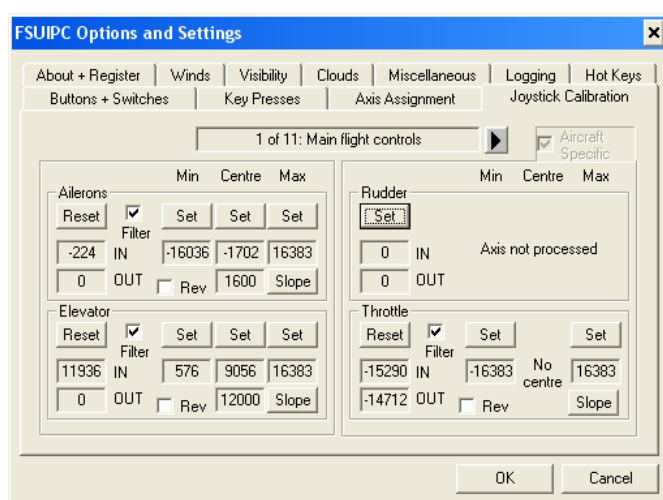 FSUIPC Options and Settings
About + Register Winds Visibility Clouds Miscellaneous Logging Hot Keys
Buttons + Switches Key Presses Axis Assignment Joystick Calibration
1 of 11: Main flight controls
Aircraft Specific
Min Centre Max
Ailerons
Reset Filter Set Set Set
-224 IN -16036 -1702 16383
0 OUT Rev 1600 Slope
Elevator
Reset Filter Set Set Set
11936 IN 576 9056 16383
0 OUT Rev 12000 Slope
Min Centre Max
Rudder
Set
0 IN Axis not processed
0 OUT
Throttle
Reset Filter Set Set
-15290 IN -16383 No centre 16383
-14712 OUT Rev Slope
OK Cancel